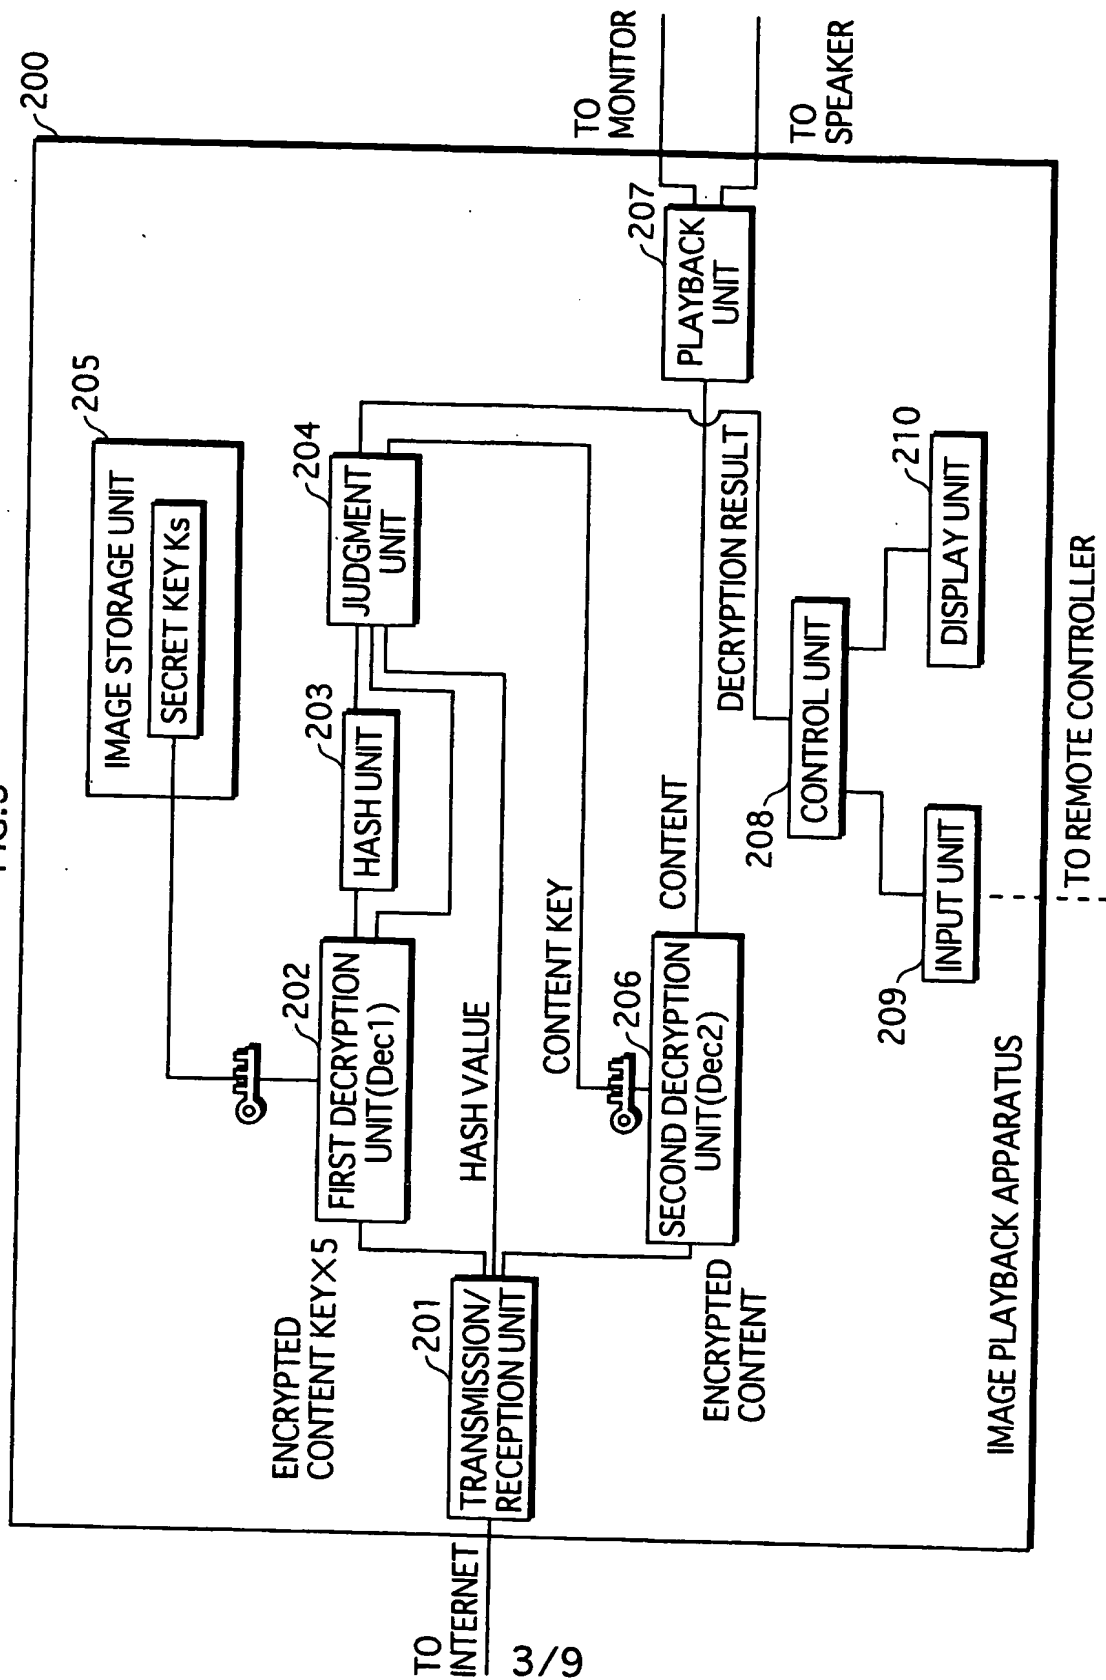 FIG.3
200
IMAGE STORAGE UNIT
205
SECRET KEY Ks
ENCRYPTED
CONTENT KEY×5
202
FIRST DECRYPTION
UNIT(Dec1)
203
HASH UNIT
204
JUDGMENT
UNIT
TO
INTERNET
201
TRANSMISSION/
RECEPTION UNIT
HASH VALUE
CONTENT KEY
206
SECOND DECRYPTION
UNIT(Dec2)
ENCRYPTED
CONTENT
CONTENT
207
PLAYBACK
UNIT
TO
MONITOR
TO
SPEAKER
DECRYPTION RESULT
208
CONTROL UNIT
209
INPUT UNIT
210
DISPLAY UNIT
IMAGE PLAYBACK APPARATUS
TO REMOTE CONTROLLER
3/9